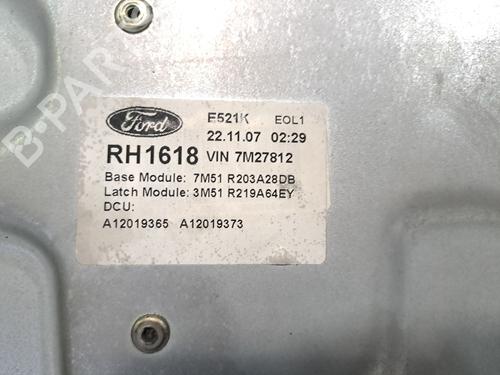 Ford E521K EOL1
22.11.07 02:29
RH1618 VIN 7M27812
Base Module: 7M51 R203A28DB
Latch Module: 3M51 R219A64EY
DCU:
A12019365 A12019373
B-PARTS